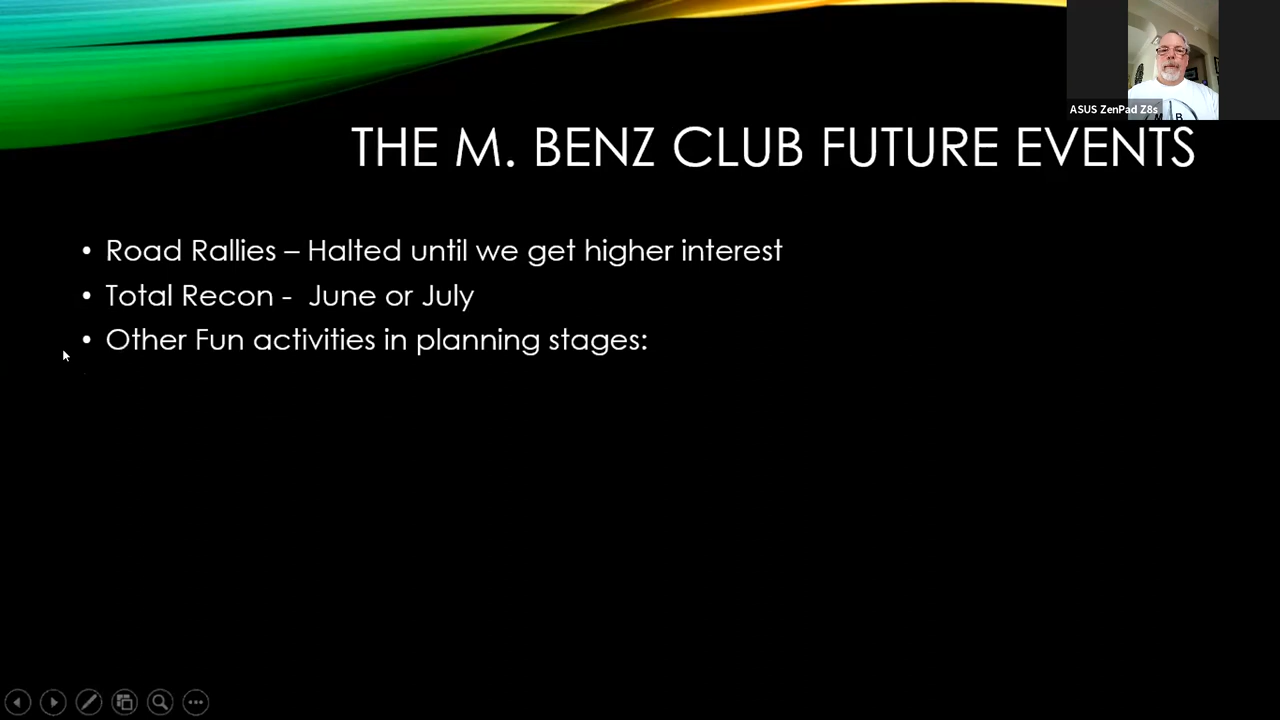 ASUS ZenPad Z8s
THE M. BENZ CLUB FUTURE EVENTS
• Road Rallies – Halted until we get higher interest
• Total Recon - June or July
• Other Fun activities in planning stages: